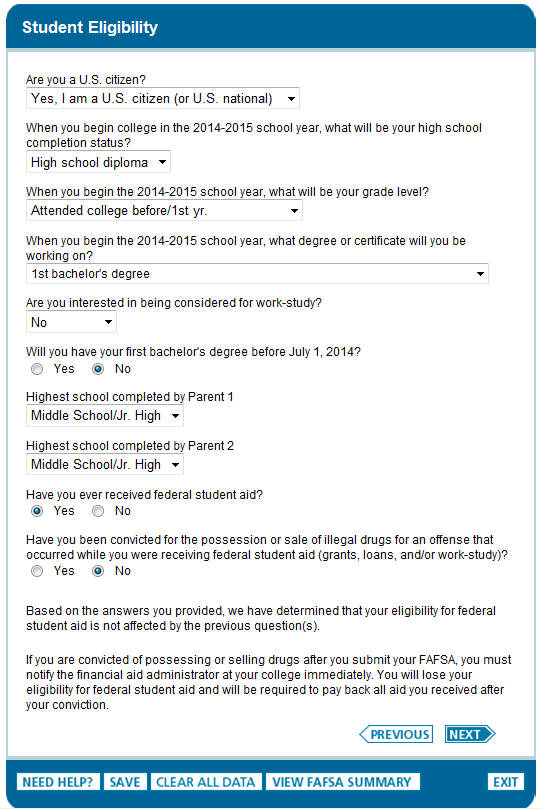 Student Eligibility
Are you a U.S. citizen?
Yes, I am a U.S. citizen (or U.S. national)
When you begin college in the 2014-2015 school year, what will be your high school
completion status?
High school diploma
When you begin the 2014-2015 school year, what will be your grade level?
Attended college before/1st yr.
When you begin the 2014-2015 school year, what degree or certificate will you be
working on?
1st bachelor's degree
Are you interested in being considered for work-study?
No
Will you have your first bachelor's degree before July 1, 2014?
Yes No
Highest school completed by Parent 1
Middle School/Jr. High
Highest school completed by Parent 2
Middle School/Jr. High
Have you ever received federal student aid?
Yes No
Have you been convicted for the possession or sale of illegal drugs for an offense that
occurred while you were receiving federal student aid (grants, loans, and/or work-study)?
Yes No
Based on the answers you provided, we have determined that your eligibility for federal
student aid is not affected by the previous question(s).
If you are convicted of possessing or selling drugs after you submit your FAFSA, you must
notify the financial aid administrator at your college immediately. You will lose your
eligibility for federal student aid and will be required to pay back all aid you received after
your conviction.
PREVIOUS NEXT
NEED HELP? SAVE CLEAR ALL DATA VIEW FAFSA SUMMARY EXIT